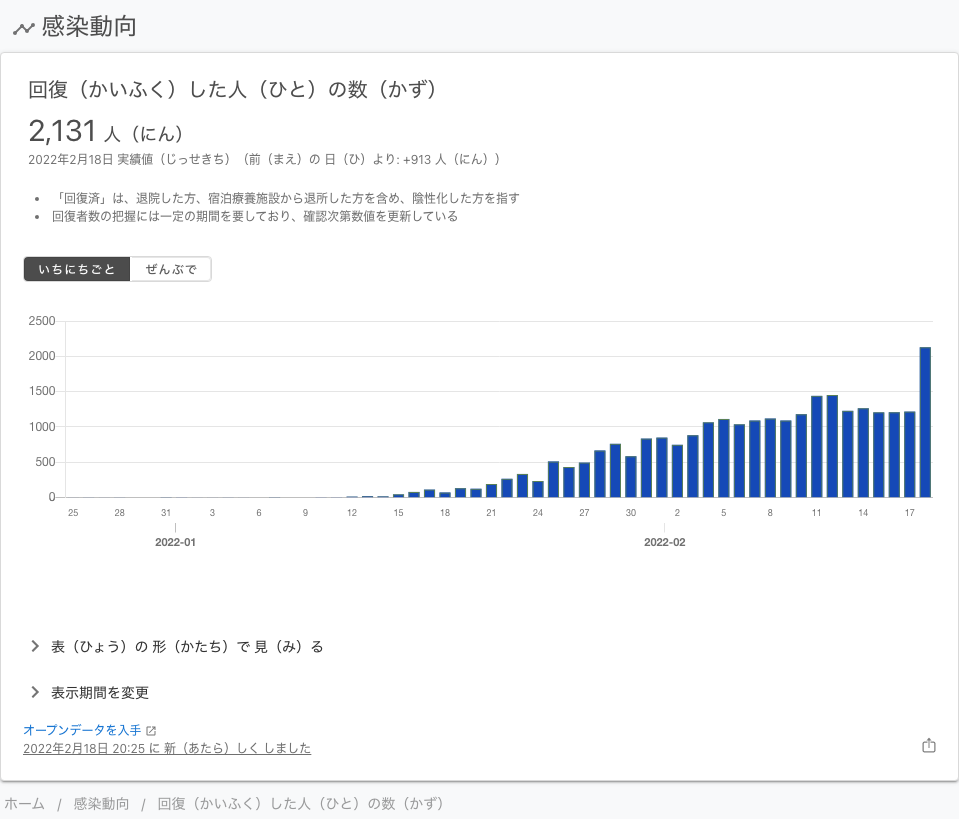 感染動向
回復（かいふく）した人（ひと）の数（かず）
2,131 人（にん）
2022年2月18日 実績値（じっせきち）（前（まえ）の 日（ひ）より: +913 人（にん））
• 「回復済」は、退院した方、宿泊療養施設から退所した方を含め、陰性化した方を指す
• 回復者数の把握には一定の期間を要しており、確認次第数値を更新している
いちにちごと ぜんぶで
2500
2000
1500
1000
500
0
25 28 31 3 6 9 12 15 18 21 24 27 30 2 5 8 11 14 17
2022-01 2022-02
表（ひょう）の 形（かたち）で 見（み）る
表示期間を変更
オープンデータを入手
2022年2月18日 20:25 に 新（あたら）しく しました
ホーム / 感染動向 / 回復（かいふく）した人（ひと）の数（かず）